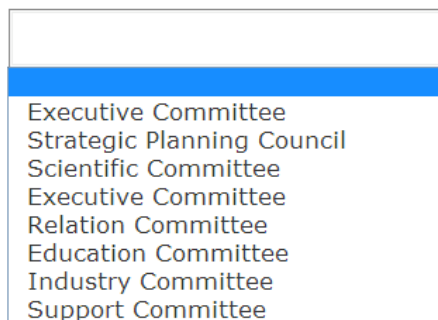 Executive Committee
Strategic Planning Council
Scientific Committee
Executive Committee
Relation Committee
Education Committee
Industry Committee
Support Committee